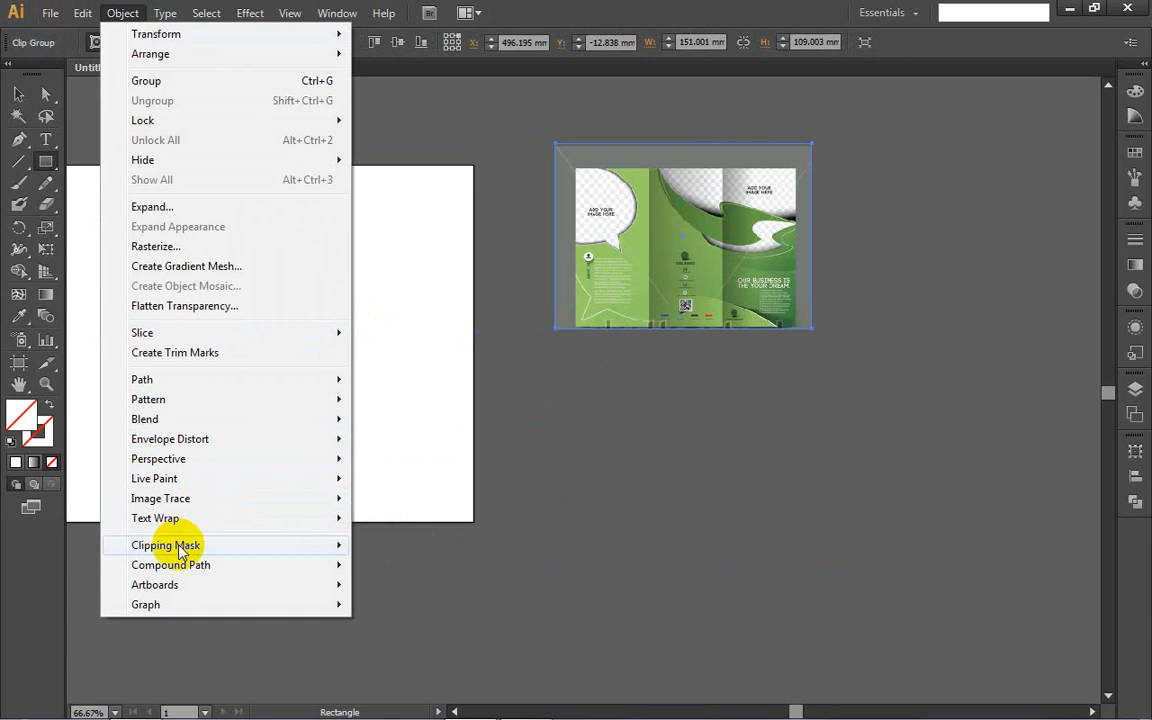 Ai File Edit Object Type Select Effect View Window Help Br Essentials
Clip Group X: 496.195 mm Y: -12.838 mm W: 151.001 mm H: 109.003 mm
Transform
Arrange
Group Ctrl+G
Ungroup Shift+Ctrl+G
Lock
Unlock All Alt+Ctrl+2
Hide
Show All Alt+Ctrl+3
Expand...
Expand Appearance
Rasterize...
Create Gradient Mesh...
Create Object Mosaic...
Flatten Transparency...
Slice
Create Trim Marks
Path
Pattern
Blend
Envelope Distort
Perspective
Live Paint
Image Trace
Text Wrap
Clipping Mask
Compound Path
Artboards
Graph
ADD YOUR
IMAGE HERE
ADD YOUR
IMAGE HERE
OUR BUSINESS IS
THE YOUR DREAM.
66.67% 1 Rectangle